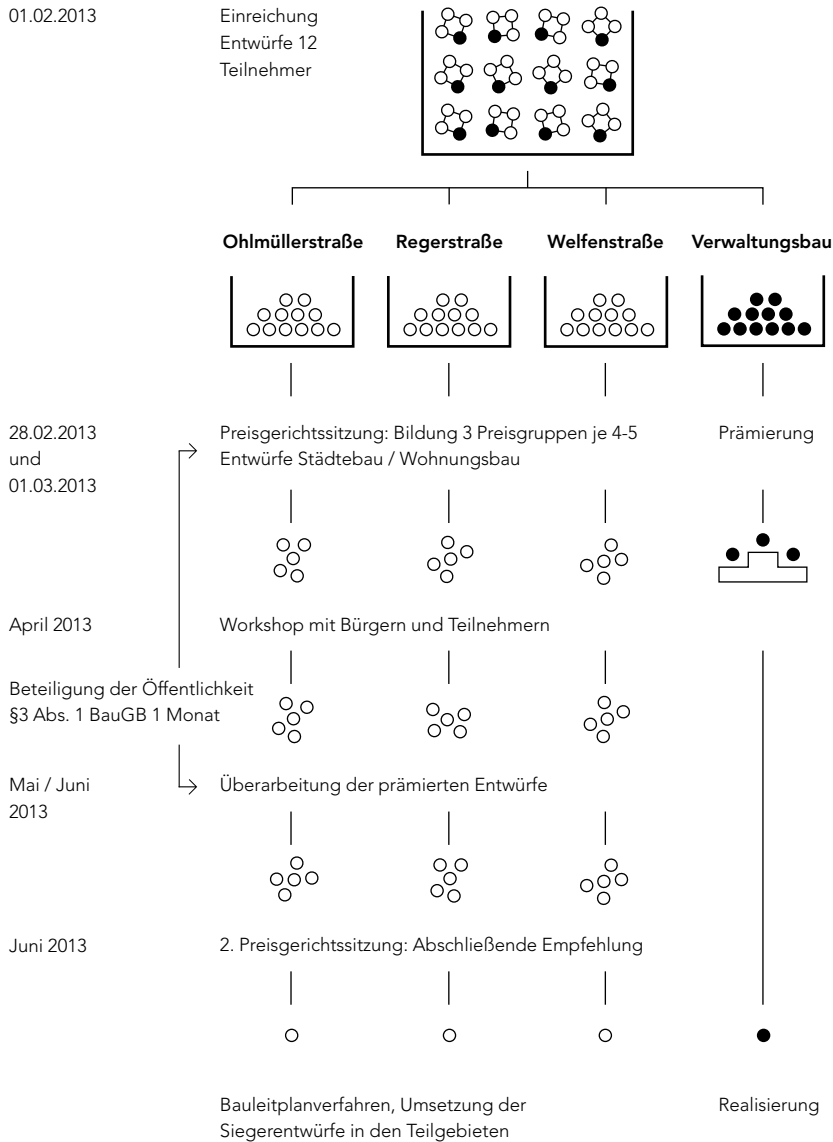 01.02.2013
Einreichung
Entwürfe 12
Teilnehmer
Ohlmüllerstraße
Regerstraße
Welfenstraße
Verwaltungsbau
28.02.2013
und
01.03.2013
Preisgerichtssitzung: Bildung 3 Preisgruppen je 4-5
Entwürfe Städtebau / Wohnungsbau
Prämierung
April 2013
Workshop mit Bürgern und Teilnehmern
Beteiligung der Öffentlichkeit
§3 Abs. 1 BauGB 1 Monat
Mai / Juni
2013
Überarbeitung der prämierten Entwürfe
Juni 2013
2. Preisgerichtssitzung: Abschließende Empfehlung
Bauleitplanverfahren, Umsetzung der
Siegerentwürfe in den Teilgebieten
Realisierung